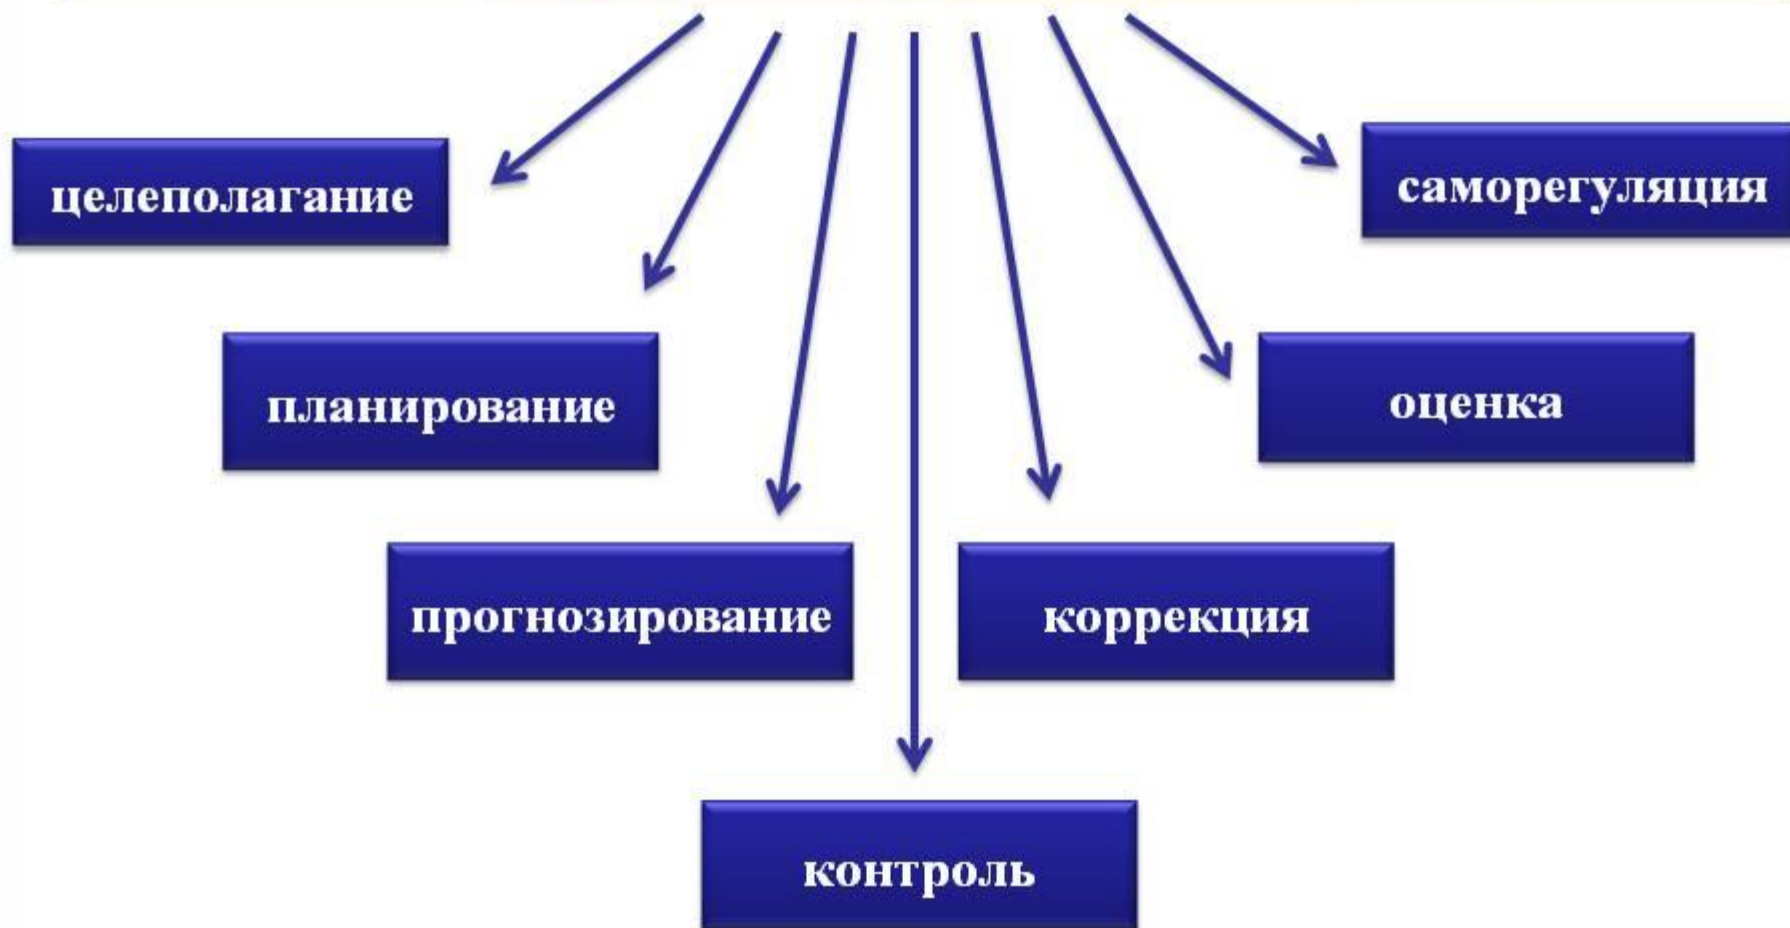 целеполагание
саморегуляция
планирование
оценка
прогнозирование
коррекция
контроль